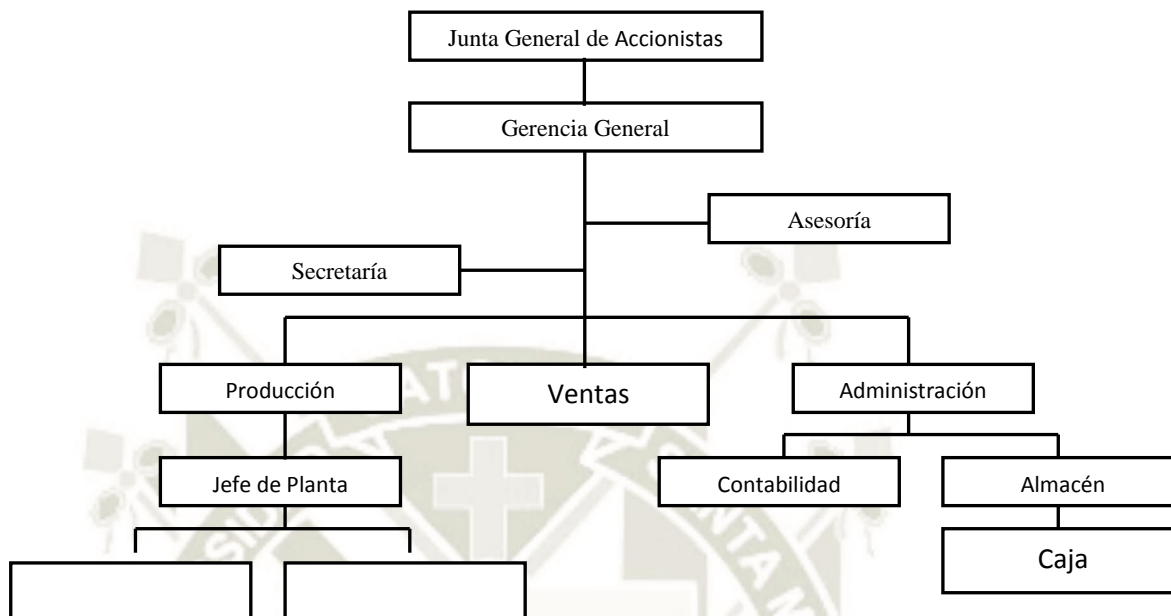 Junta General de Accionistas
Gerencia General
Asesoría
Secretaría
Producción
Ventas
Administración
Jefe de Planta
Contabilidad
Almacén
Caja